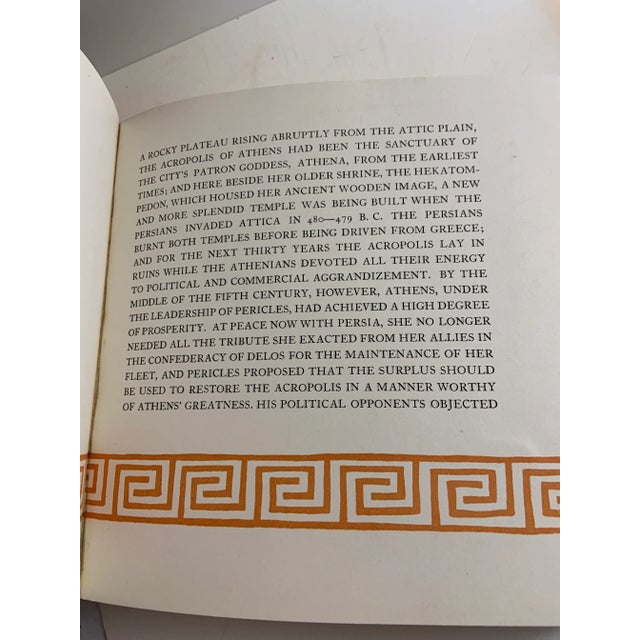 A ROCKY PLATEAU RISING ABRUPTLY FROM THE ATTIC PLAIN,
THE ACROPOLIS OF ATHENS HAD BEEN THE SANCTUARY OF
THE CITY'S PATRON GODDESS, ATHENA, FROM THE EARLIEST
TIMES; AND HERE BESIDE HER OLDER SHRINE, THE HEKATOM-
PEDON, WHICH HOUSED HER ANCIENT WOODEN IMAGE, A NEW
AND MORE SPLENDID TEMPLE WAS BEING BUILT WHEN THE
PERSIANS INVADED ATTICA IN 480—479 B. C. THE PERSIANS
BURNT BOTH TEMPLES BEFORE BEING DRIVEN FROM GREECE;
AND FOR THE NEXT THIRTY YEARS THE ACROPOLIS LAY IN
RUINS WHILE THE ATHENIANS DEVOTED ALL THEIR ENERGY
TO POLITICAL AND COMMERCIAL AGGRANDIZEMENT. BY THE
MIDDLE OF THE FIFTH CENTURY, HOWEVER, ATHENS, UNDER
THE LEADERSHIP OF PERICLES, HAD ACHIEVED A HIGH DEGREE
OF PROSPERITY. AT PEACE NOW WITH PERSIA, SHE NO LONGER
NEEDED ALL THE TRIBUTE SHE EXACTED FROM HER ALLIES IN
THE CONFEDERACY OF DELOS FOR THE MAINTENANCE OF HER
FLEET, AND PERICLES PROPOSED THAT THE SURPLUS SHOULD
BE USED TO RESTORE THE ACROPOLIS IN A MANNER WORTHY
OF ATHENS' GREATNESS. HIS POLITICAL OPPONENTS OBJECTED